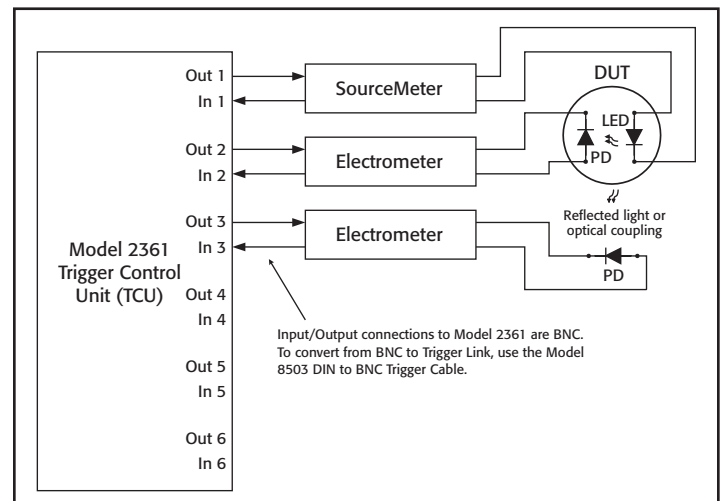 Out 1
In 1
SourceMeter
DUT
LED
PD
Out 2
In 2
Electrometer
Reflected light or
optical coupling
Out 3
In 3
Electrometer
PD
Model 2361
Trigger Control
Unit (TCU)
Out 4
In 4
Input/Output connections to Model 2361 are BNC.
To convert from BNC to Trigger Link, use the Model
8503 DIN to BNC Trigger Cable.
Out 5
In 5
Out 6
In 6